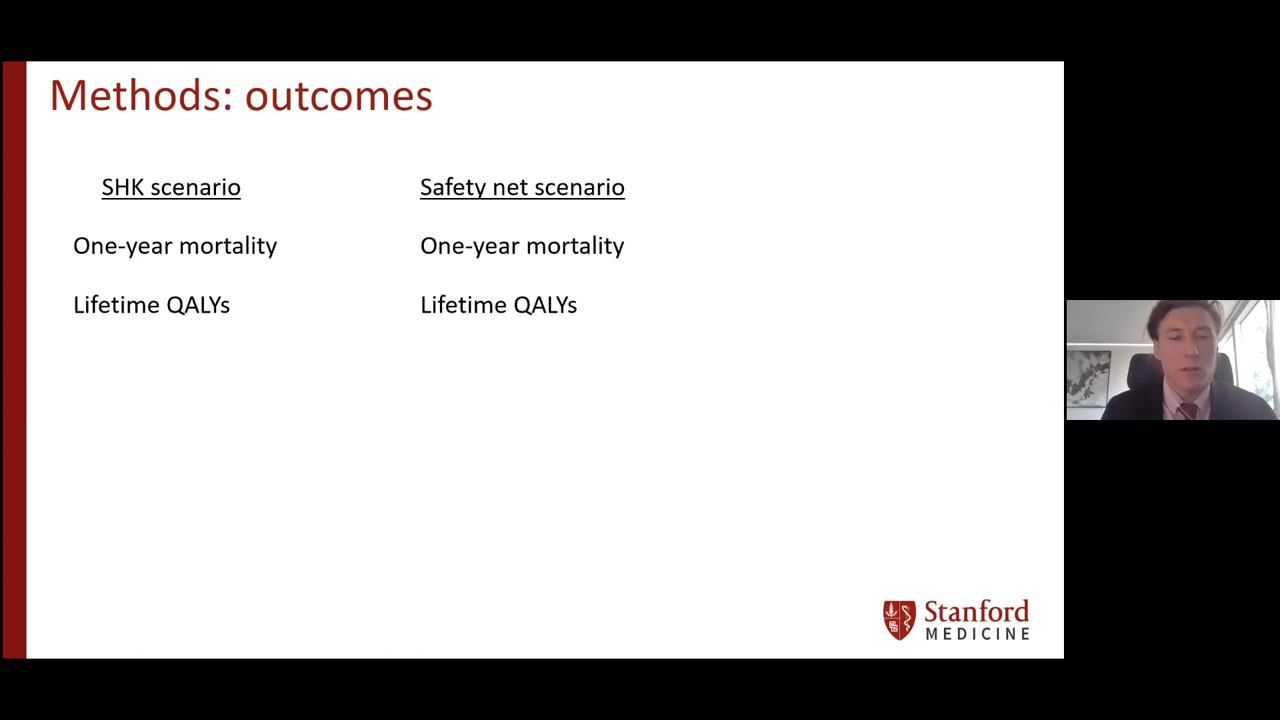 Methods: outcomes
SHK scenario
Safety net scenario
One-year mortality
One-year mortality
Lifetime QALYs
Lifetime QALYs
Stanford
MEDICINE